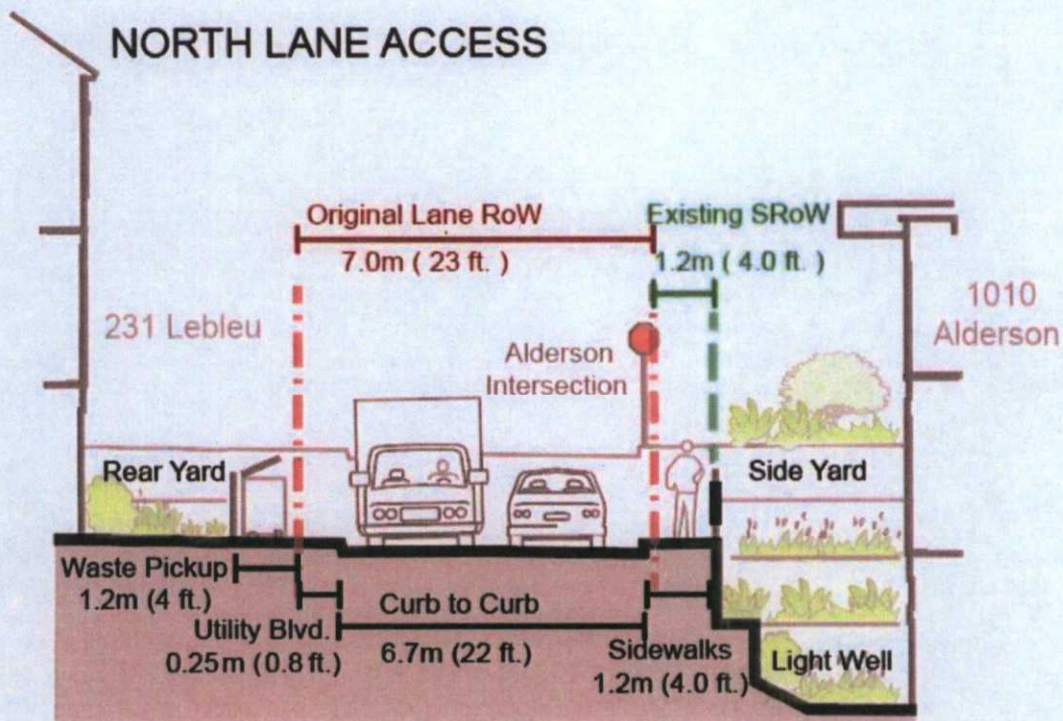 NORTH LANE ACCESS
Original Lane RoW
7.0m ( 23 ft. )
Existing SRoW
1.2m ( 4.0 ft. )
231 Lebleu
1010
Alderson
Alderson
Intersection
Rear Yard
Side Yard
Waste Pickup
1.2m (4 ft.)
Utility Blvd.
0.25m (0.8 ft.)
Curb to Curb
6.7m (22 ft.)
Sidewalks
1.2m (4.0 ft.)
Light Well